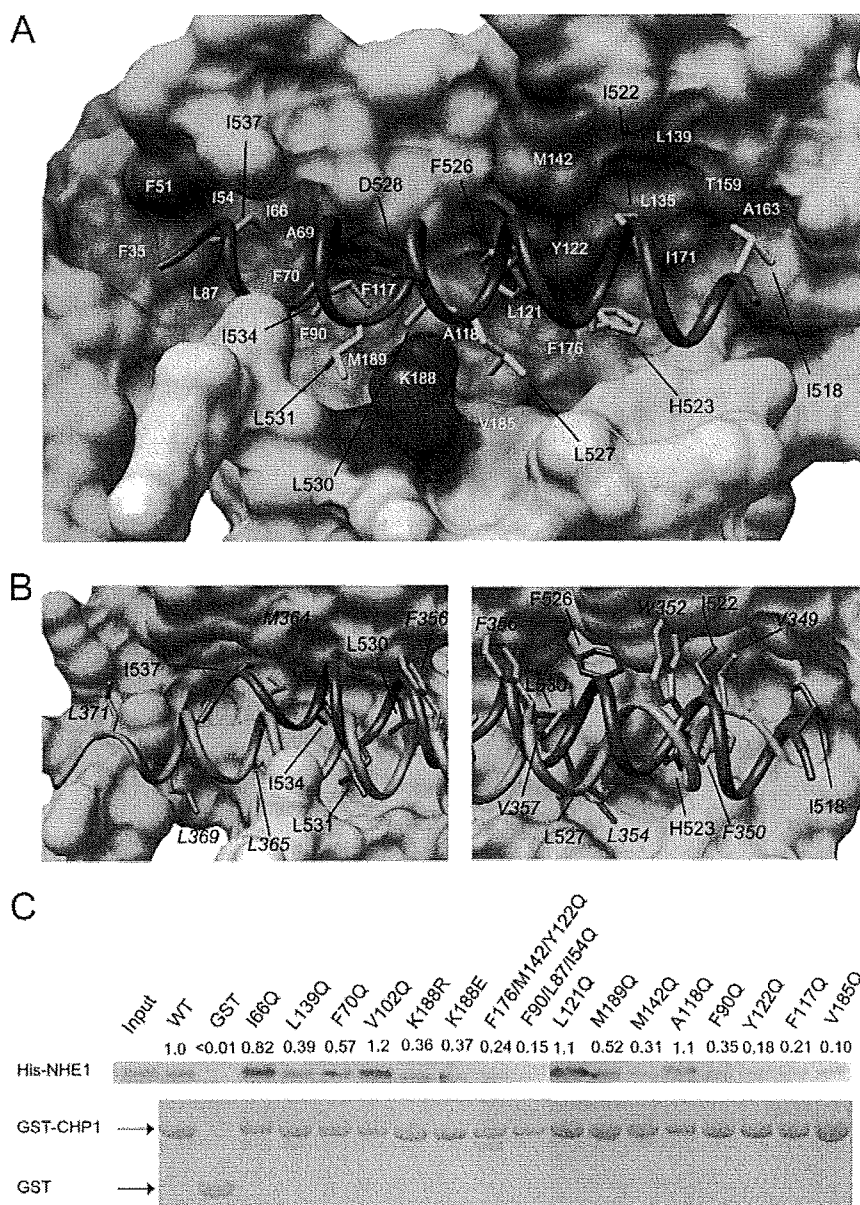 A
I537
I522
L139
F51
I54
I66
D528
F526
M142
T159
L135
A163
F35
A69
Y122
I171
L87
F70
F117
L121
I534
F90
A118
F176
M189
K188
H523
I518
L531
V185
L530
L527
B
M364
F356
L530
I537
L371
I534
L531
L369
L365
F526
W352
I522
V349
F356
L530
V357
L527
L354
H523
F350
I518
C
Input
WT
GST
I66Q
L139Q
F70Q
V102Q
K188R
K188E
F176/M142/Y122Q
F90/L87/I54Q
L121Q
M189Q
M142Q
A118Q
F90Q
Y122Q
F117Q
V185Q
1.0 <0.01 0.82 0.39 0.57 1.2 0.36 0.37 0.24 0.15 1.1 0.52 0.31 1.1 0.35 0.18 0.21 0.10
His-NHE1
GST-CHP1
GST